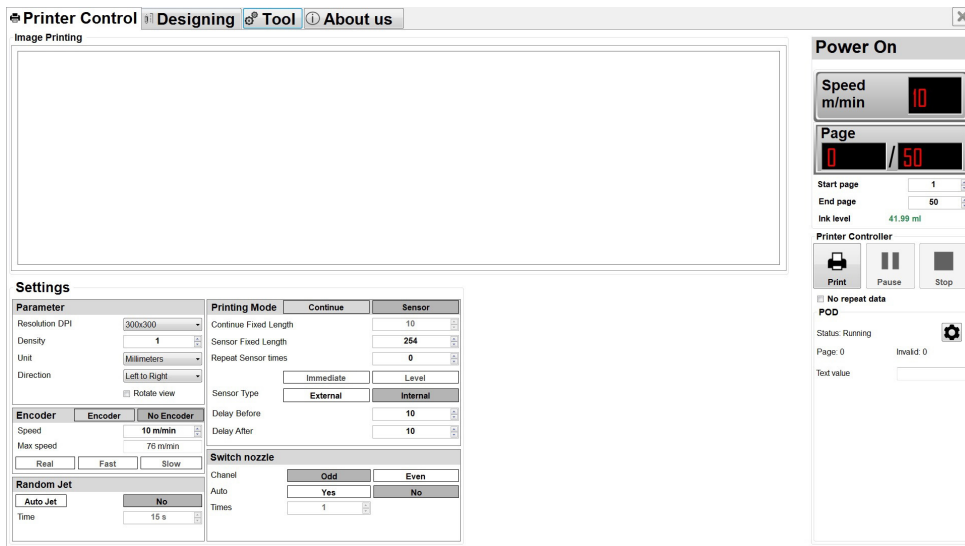 Printer Control Designing Tool About us
Image Printing
Power On
Speed
m/min
10
Page
0 / 50
Start page 1
End page 50
Ink level 41.99 ml
Printer Controller
Print Pause Stop
No repeat data
POD
Status: Running
Page: 0 Invalid: 0
Text value
Settings
Parameter
Resolution DPI 300x300
Density 1
Unit Millimeters
Direction Left to Right
Rotate view
Encoder Encoder No Encoder
Speed 10 m/min
Max speed 76 m/min
Real Fast Slow
Random Jet
Auto Jet No
Time 15 s
Printing Mode Continue Sensor
Continue Fixed Length 10
Sensor Fixed Length 254
Repeat Sensor times 0
Immediate Level
Sensor Type External Internal
Delay Before 10
Delay After 10
Switch nozzle
Chanel Odd Even
Auto Yes No
Times 1